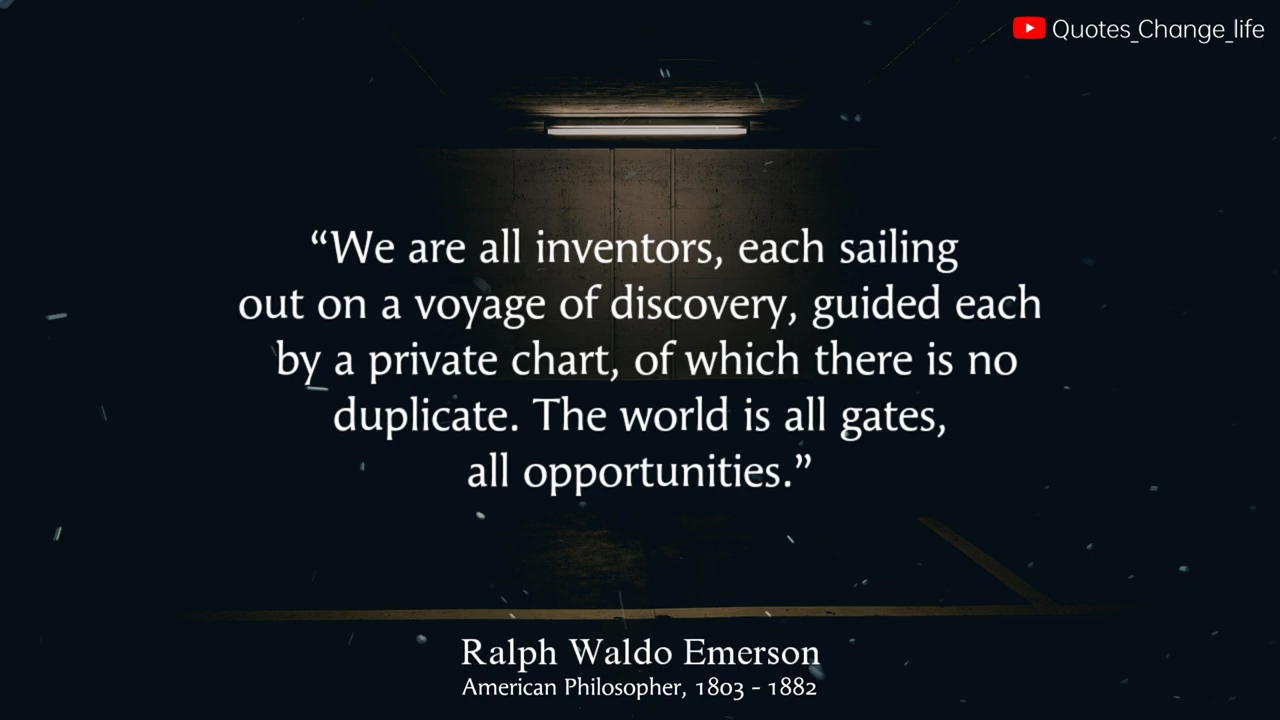 Quotes_Change_life
“We are all inventors, each sailing
out on a voyage of discovery, guided each
by a private chart, of which there is no
duplicate. The world is all gates,
all opportunities.”
Ralph Waldo Emerson
American Philosopher, 1803 - 1882